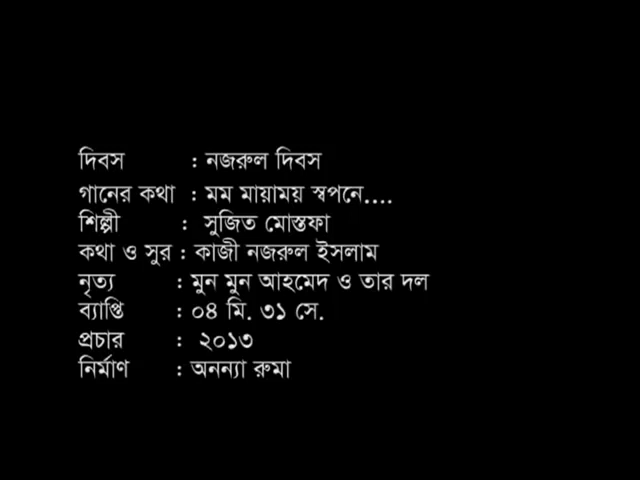 দিবস : নজরুল দিবস
গানের কথা : মম মায়াময় স্বপনে....
শিল্পী : সুজিত মোস্তফা
কথা ও সুর : কাজী নজরুল ইসলাম
নৃত্য : মুন মুন আহমেদ ও তার দল
ব্যাপ্তি : ০৪ মি. ৩১ সে.
প্রচার : ২০১৩
নির্মাণ : অনন্যা রুমা